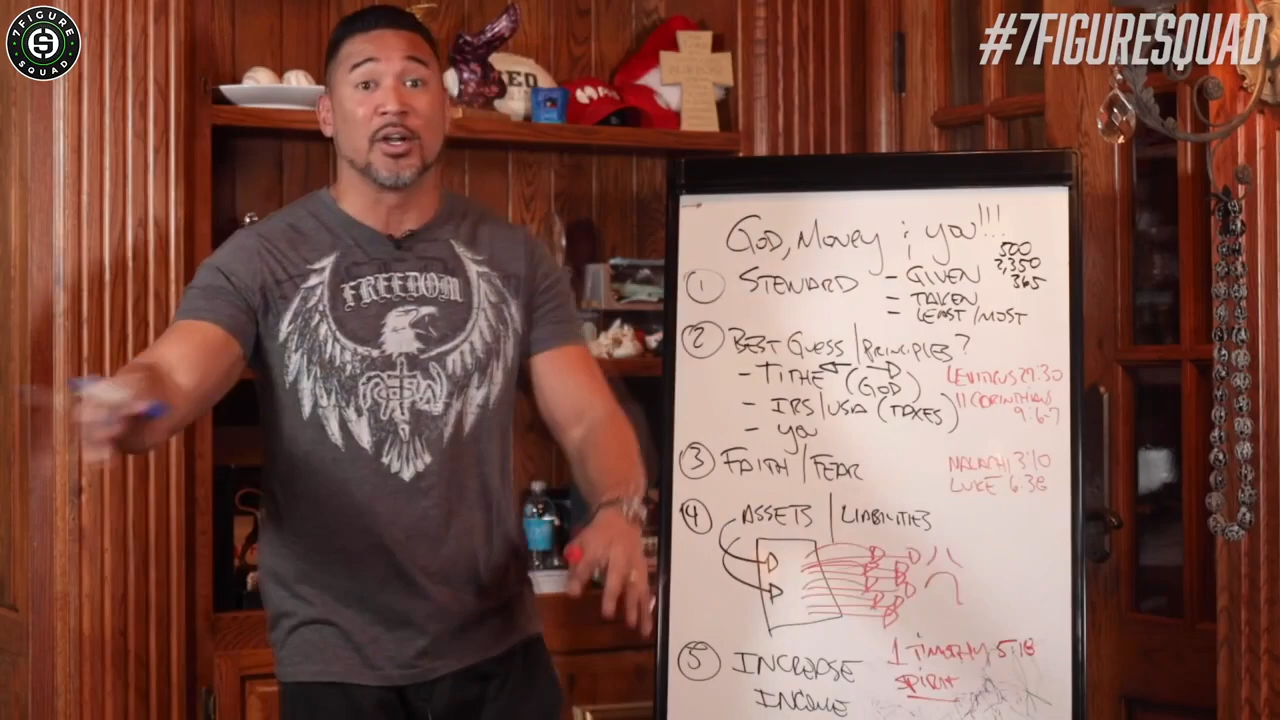 7FIGURE
SQUAD
#7FIGURESQUAD
FREEDOM
GOD, MONEY & YOU!!!
500
2,350
365
① STEWARD - GIVEN
- TAKEN
- LEAST/MOST
② BEST GUESS/PRINCIPLES?
- TITHE (GOD)
LEVITICUS 27:30
- IRS/USA (TAXES)
II CORINTHIANS
9:6-7
- YOU
③ FAITH/FEAR
MALACHI 3:10
LUKE 6:38
④ ASSETS | LIABILITIES
⑤ INCREASE
INCOME
1 TIMOTHY 5:18
SPIRIT